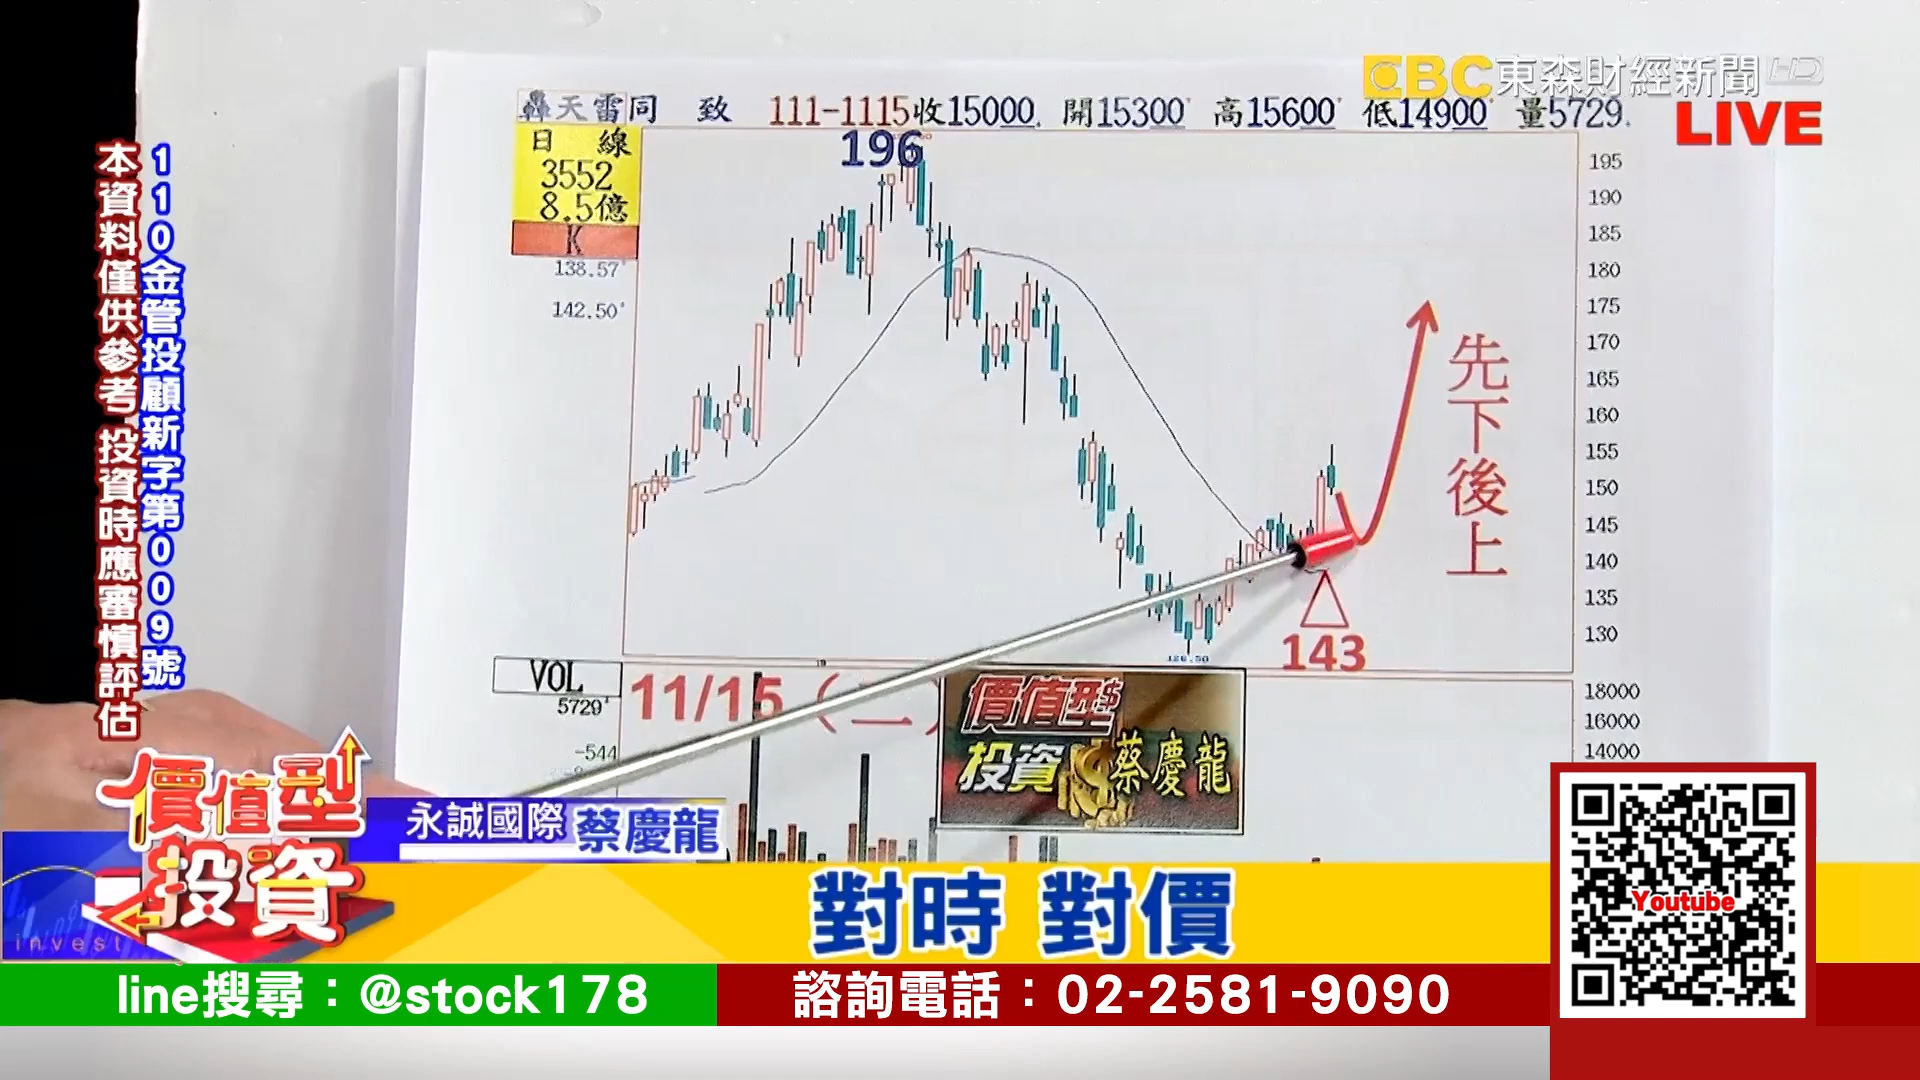 EBC東森財經新聞HD
LIVE
轟天雷同 致 111-1115收15000. 開15300 高15600 低14900 量5729.
日 線
3552
8.5億
K
138.57
142.50
196
195
190
185
180
175
170
165
160
155
150
145
140
135
130
先下後上
143
126.50
VOL
5729
-544
11/15(二)
18000
16000
14000
價值型
投資
蔡慶龍
110金管投顧新字第009號
本資料僅供參考 投資時應審慎評估
價值型
投資
invest
永誠國際 蔡慶龍
對時 對價
Youtube
line搜尋：@stock178
諮詢電話：02-2581-9090